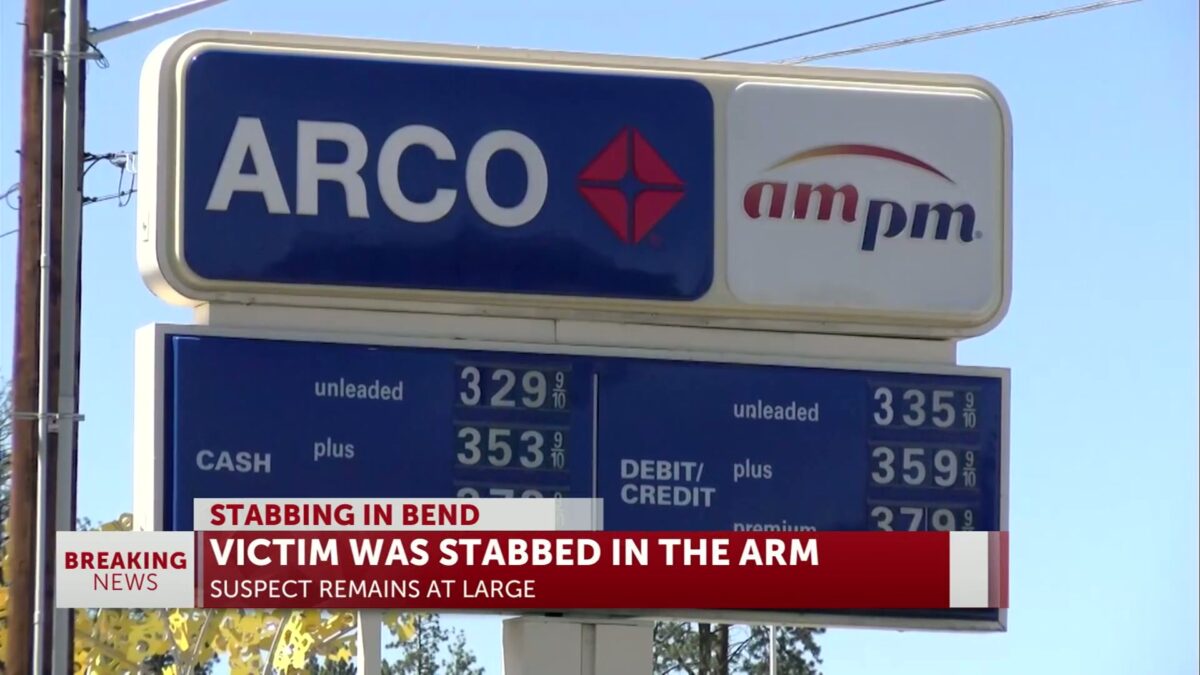 ARCO
ampm
unleaded 329 9/10
plus 353 9/10
CASH
unleaded 335 9/10
plus 359 9/10
DEBIT/
CREDIT
premium 379 9
STABBING IN BEND
BREAKING
NEWS
VICTIM WAS STABBED IN THE ARM
SUSPECT REMAINS AT LARGE